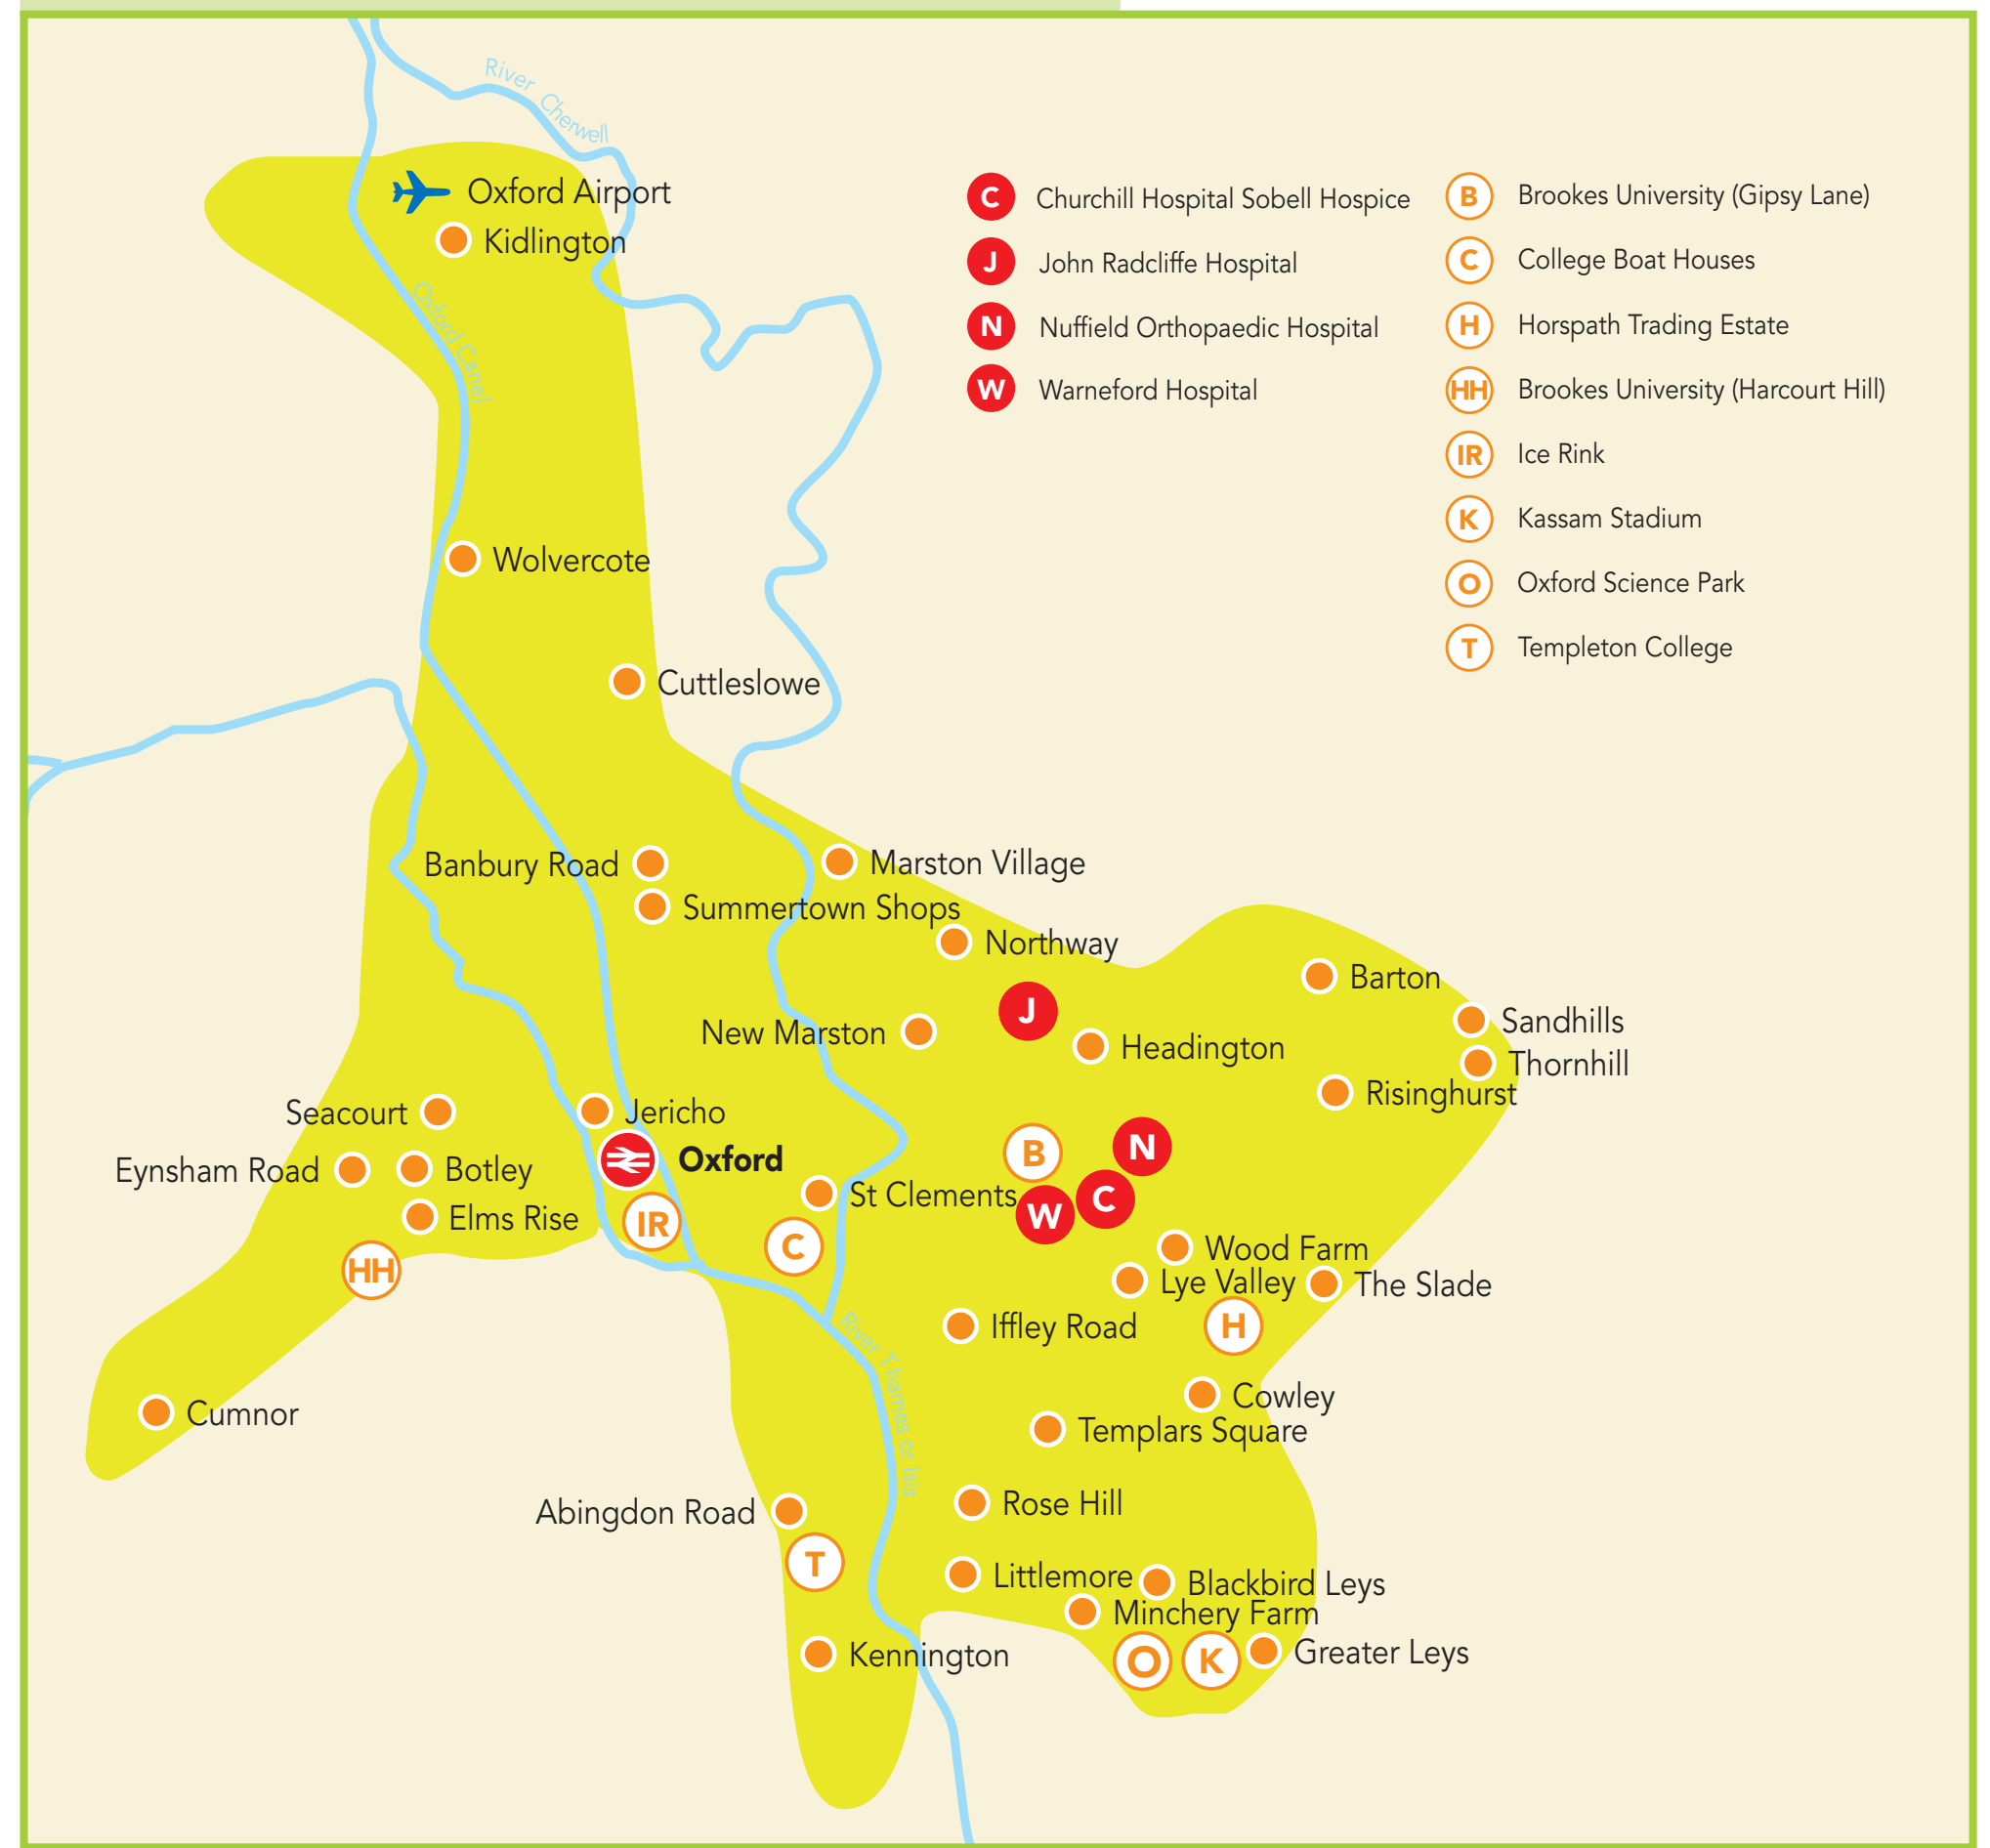 River Cherwell
Oxford Airport
Kidlington
Oxford Canel
C Churchill Hospital Sobell Hospice
J John Radcliffe Hospital
N Nuffield Orthopaedic Hospital
W Warneford Hospital
B Brookes University (Gipsy Lane)
C College Boat Houses
H Horspath Trading Estate
HH Brookes University (Harcourt Hill)
IR Ice Rink
K Kassam Stadium
O Oxford Science Park
T Templeton College
Wolvercote
Cuttleslowe
Banbury Road
Marston Village
Summertown Shops
Northway
Barton
J
Sandhills
New Marston
Headington
Thornhill
Risinghurst
Seacourt
Jericho
N
B
Oxford
Eynsham Road
Botley
St Clements
C
W
Elms Rise
IR
C
Wood Farm
HH
Lye Valley
The Slade
Iffley Road
H
River Thames or Isis
Cowley
Cumnor
Templars Square
Rose Hill
Abingdon Road
T
Littlemore
Blackbird Leys
Minchery Farm
Kennington
O
K
Greater Leys